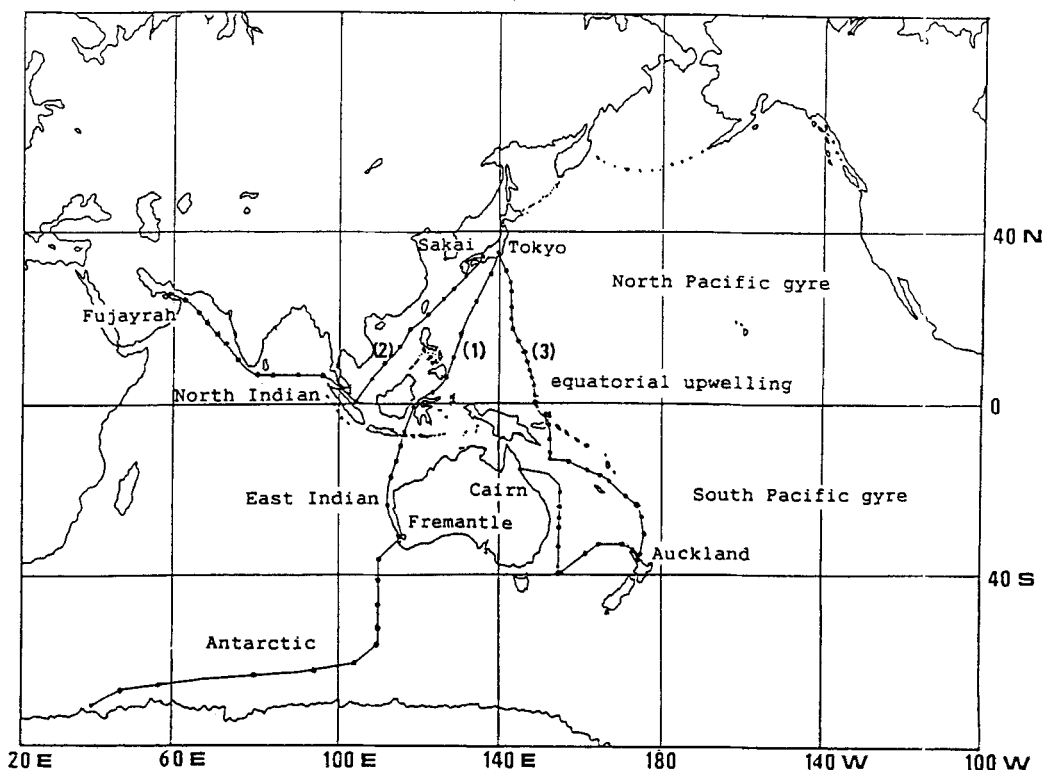 Sakai
Tokyo
40 N
North Pacific gyre
Fujayrah
(2)
(1)
(3)
equatorial upwelling
North Indian
0
East Indian
Cairn
South Pacific gyre
Fremantle
Auckland
40 S
Antarctic
20 E
60 E
100 E
140 E
180
140 W
100 W